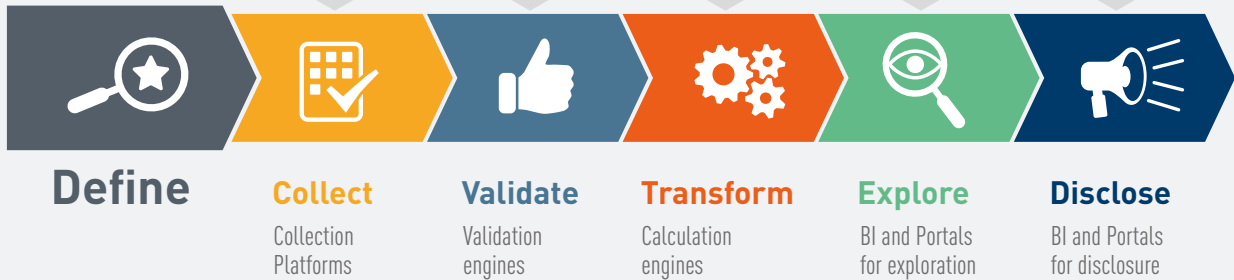 Define
Collect
Collection
Platforms
Validate
Validation
engines
Transform
Calculation
engines
Explore
BI and Portals
for exploration
Disclose
BI and Portals
for disclosure